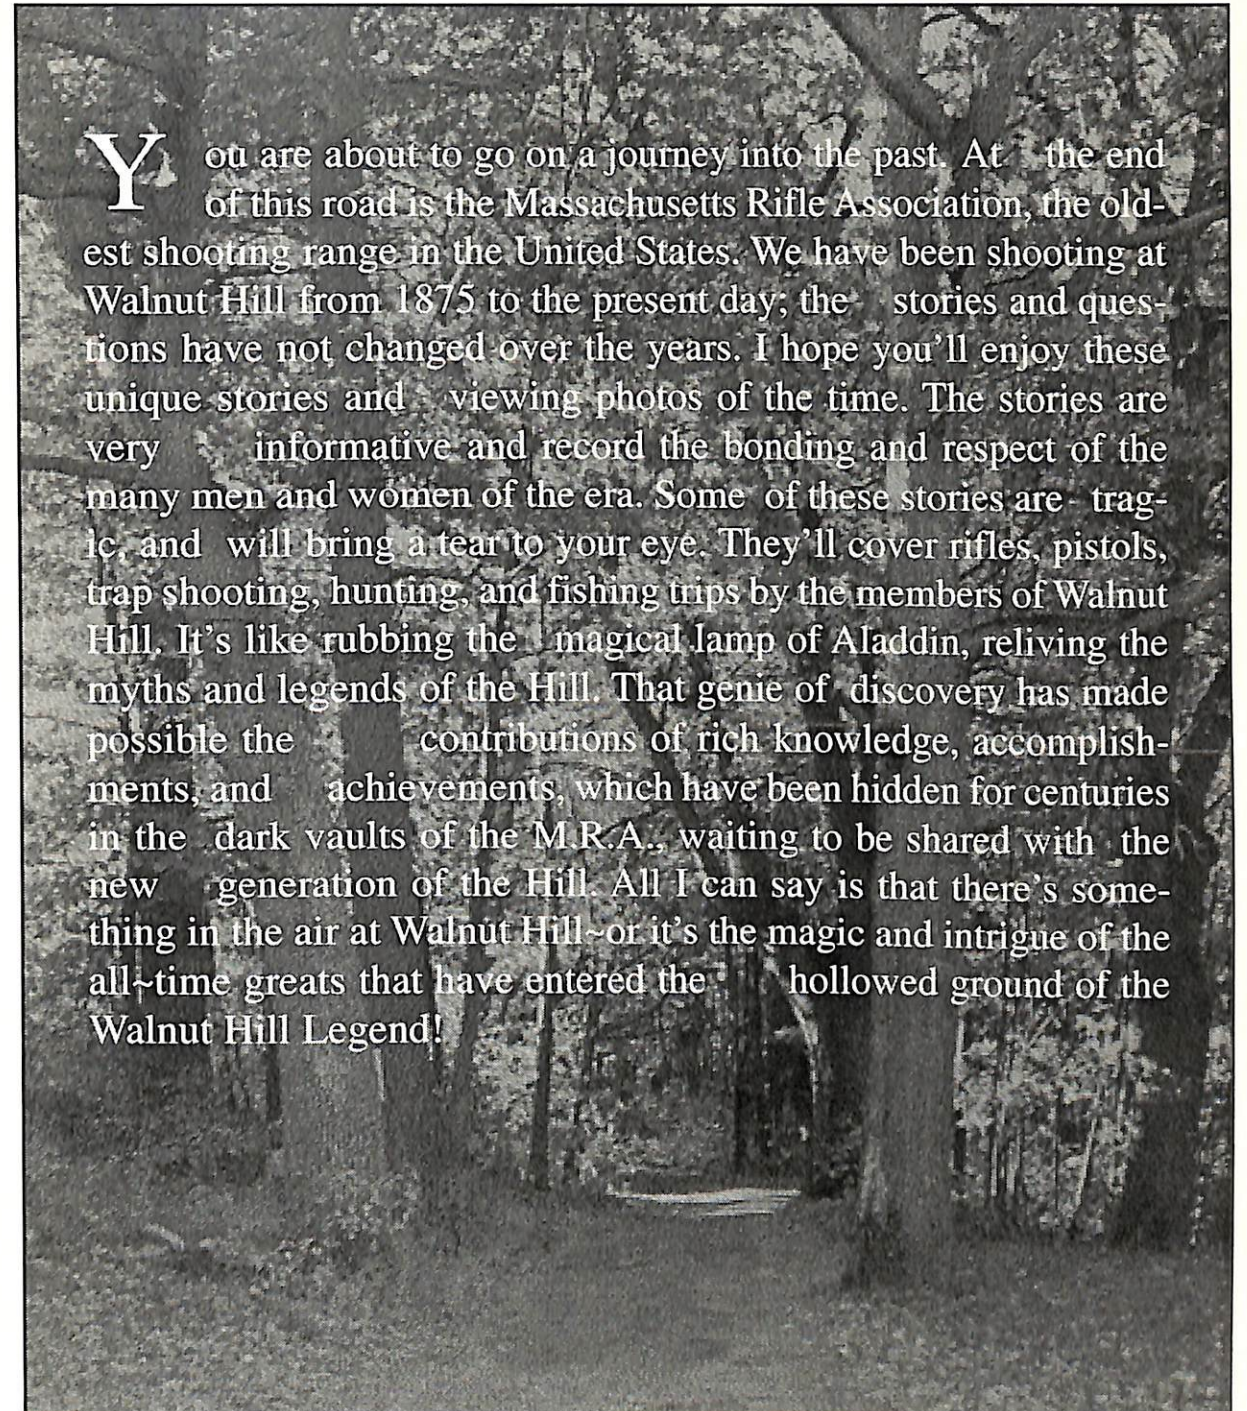 You are about to go on a journey into the past. At the end
of this road is the Massachusetts Rifle Association, the old-
est shooting range in the United States. We have been shooting at
Walnut Hill from 1875 to the present day; the stories and ques-
tions have not changed over the years. I hope you'll enjoy these
unique stories and viewing photos of the time. The stories are
very informative and record the bonding and respect of the
many men and women of the era. Some of these stories are trag-
ic, and will bring a tear to your eye. They'll cover rifles, pistols,
trap shooting, hunting, and fishing trips by the members of Walnut
Hill. It's like rubbing the magical lamp of Aladdin, reliving the
myths and legends of the Hill. That genie of discovery has made
possible the contributions of rich knowledge, accomplish-
ments, and achievements, which have been hidden for centuries
in the dark vaults of the M.R.A., waiting to be shared with the
new generation of the Hill. All I can say is that there's some-
thing in the air at Walnut Hill~or it's the magic and intrigue of the
all~time greats that have entered the hollowed ground of the
Walnut Hill Legend!